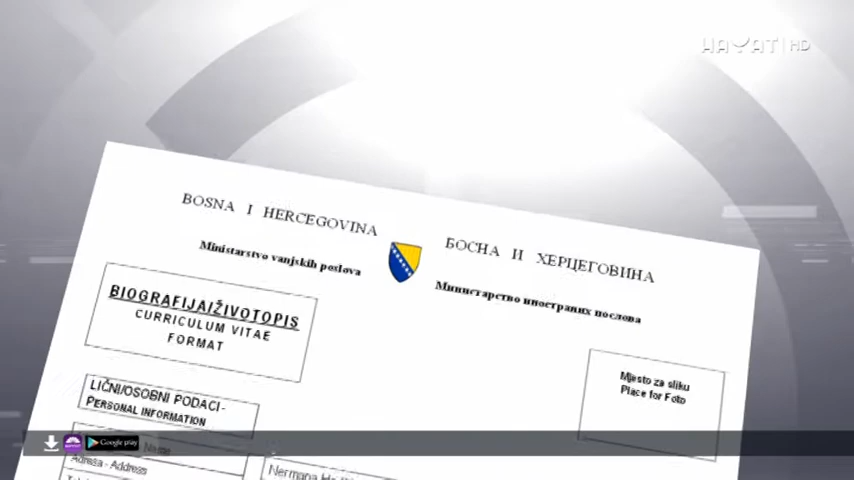 HAYAT HD
BOSNA I HERCEGOVINA
БОСНА И ХЕРЦЕГОВИНА
Ministarstvo vanjskih poslova
Министарство иностраних послова
BIOGRAFIJA/ŽIVOTOPIS
CURRICULUM VITAE
FORMAT
Mjesto za sliku
Place for Foto
LIČNI/OSOBNI PODACI-
PERSONAL INFORMATION
Name
Google play
Adresa - Address
Nermana